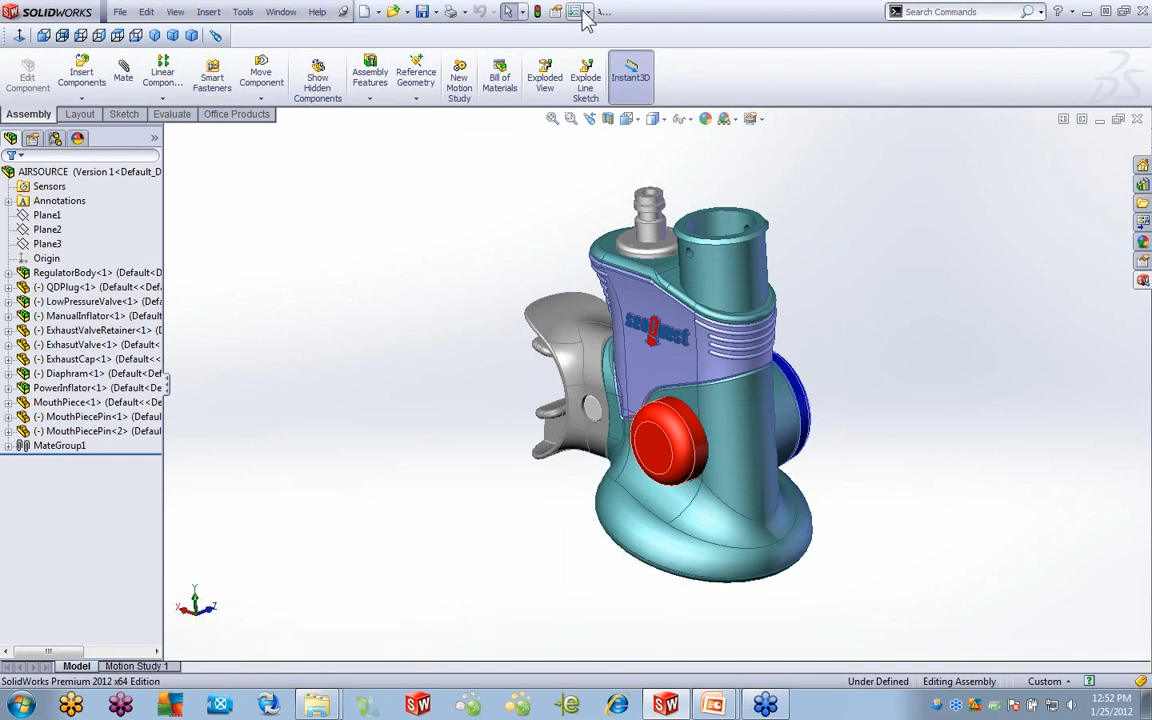 SOLIDWORKS File Edit View Insert Tools Window Help A... Search Commands
Edit Component
Insert Components
Mate
Linear Compon...
Smart Fasteners
Move Component
Show Hidden Components
Assembly Features
Reference Geometry
New Motion Study
Bill of Materials
Exploded View
Explode Line Sketch
Instant3D
Assembly Layout Sketch Evaluate Office Products
AIRSOURCE (Version 1<Default_D
Sensors
Annotations
Plane1
Plane2
Plane3
Origin
RegulatorBody<1> (Default<D
(-) QDPlug<1> (Default<<Def
(-) LowPressureValve<1> (Def
(-) ManualInflator<1> (Defaul
(-) ExhaustValveRetainer<1> (D
(-) ExhasutValve<1> (Default
(-) ExhaustCap<1> (Default<<
(-) Diaphram<1> (Default<Def
PowerInflator<1> (Default<De
MouthPiece<1> (Default<<De
(-) MouthPiecePin<1> (Defaul
(-) MouthPiecePin<2> (Defaul
MateGroup1
seaQuest
Y
X
Z
Model Motion Study 1
SolidWorks Premium 2012 x64 Edition Under Defined Editing Assembly Custom
12:52 PM
1/25/2012